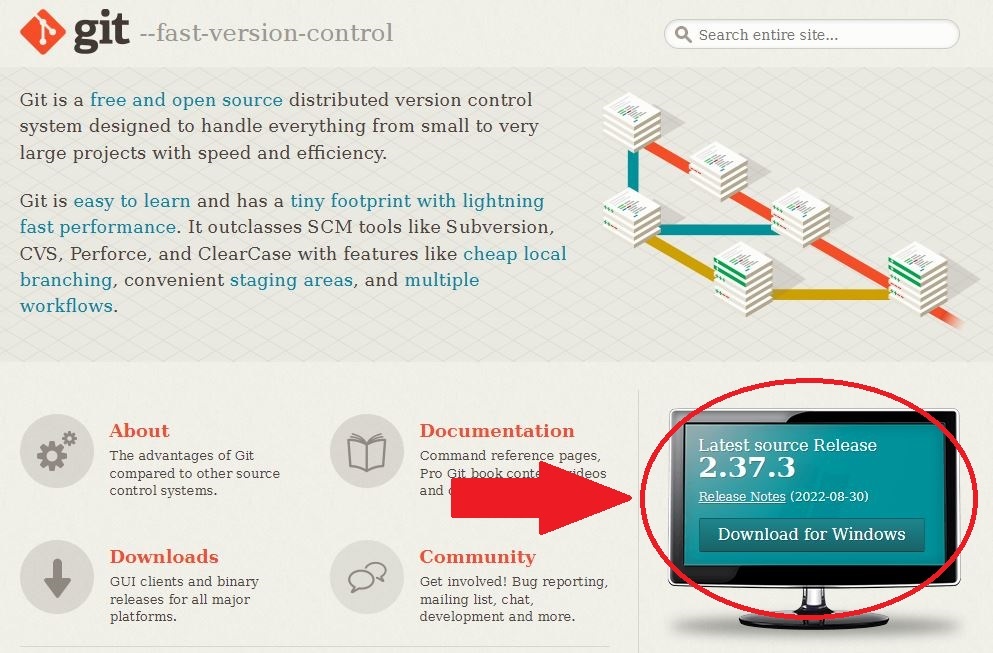 git --fast-version-control
Search entire site...
Git is a free and open source distributed version control
system designed to handle everything from small to very
large projects with speed and efficiency.
Git is easy to learn and has a tiny footprint with lightning
fast performance. It outclasses SCM tools like Subversion,
CVS, Perforce, and ClearCase with features like cheap local
branching, convenient staging areas, and multiple
workflows.
About
The advantages of Git
compared to other source
control systems.
Documentation
Command reference pages,
Pro Git book videos
and
Downloads
GUI clients and binary
releases for all major
platforms.
Community
Get involved! Bug reporting,
mailing list, chat,
development and more.
Latest source Release
2.37.3
Release Notes (2022-08-30)
Download for Windows